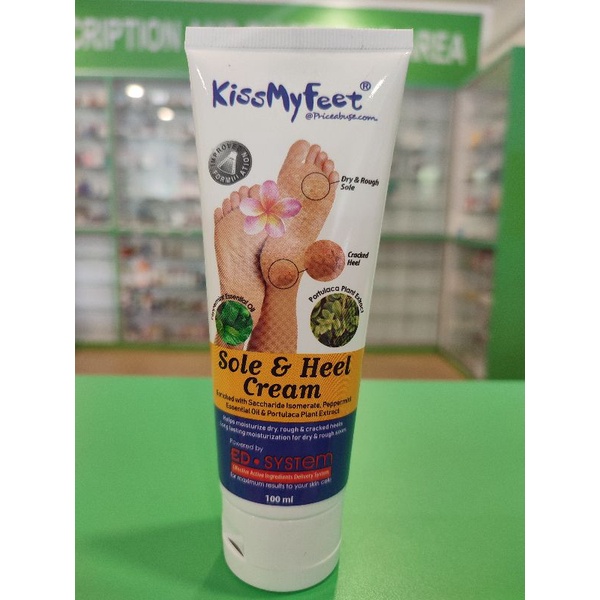 CRIPTION AND
AREA
KissMyFeet®
@Priceabuse.com
IMPROVED FORMULATION
Dry & Rough
Sole
Cracked
Heel
Peppermint Essential Oil
Portulaca Plant Extract
Sole & Heel
Cream
Enriched with Saccharide Isomerate, Peppermint
Essential Oil & Portulaca Plant Extract
Helps moisturize dry, rough & cracked heels
Long lasting moisturization for dry & rough soles
Powered by
ED•SYSTEM
Effective Active Ingredients Delivery System
for maximum results to your skin cells
100 ml